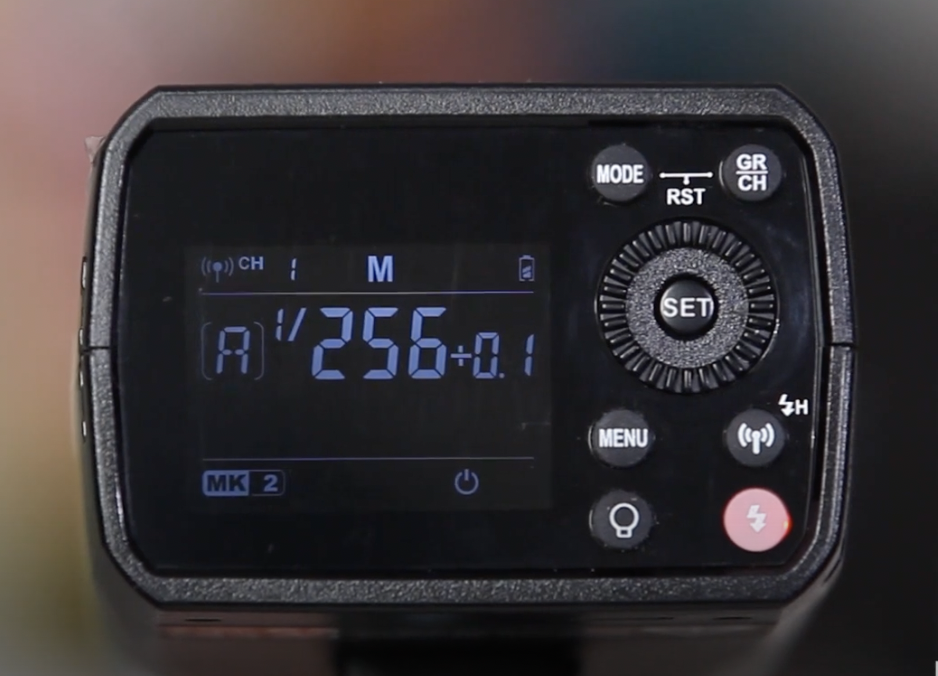 CH 1 M
[A] 1/256÷0.1
MK 2
MODE
GR
CH
RST
SET
MENU
H